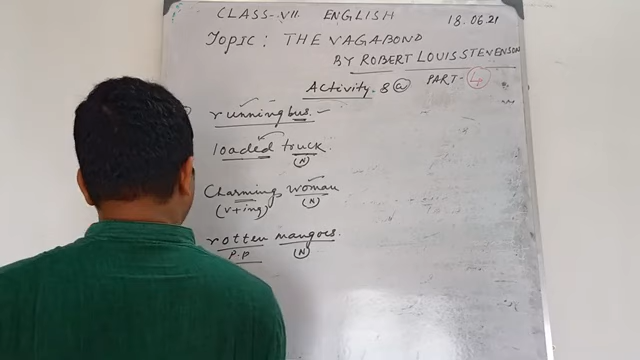 CLASS-VII ENGLISH 18.06.21
TOPIC: THE VAGABOND
BY ROBERT LOUIS STEVENSON
Activity. 8 (a) PART-4
running bus.
loaded truck.
(N)
Charming woman
(v+ing) (N)
rotten mangoes.
P.P (N)